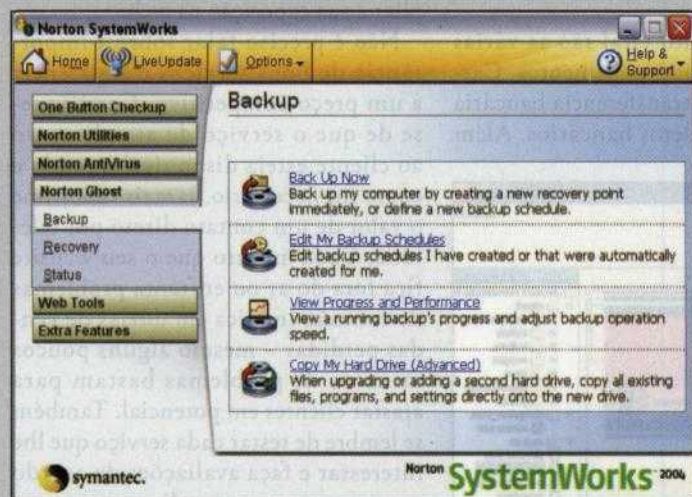 Norton SystemWorks
Home
LiveUpdate
Options
Help & Support
One Button Checkup
Norton Utilities
Norton AntiVirus
Norton Ghost
Backup
Recovery
Status
Web Tools
Extra Features
Backup
Back Up Now
Back up my computer by creating a new recovery point
immediately, or define a new backup schedule.
Edit My Backup Schedules
Edit backup schedules I have created or that were automatically
created for me.
View Progress and Performance
View a running backup's progress and adjust backup operation
speed.
Copy My Hard Drive (Advanced)
When upgrading or adding a second hard drive, copy all existing
files, programs, and settings directly onto the new drive.
symantec.
Norton SystemWorks 2004